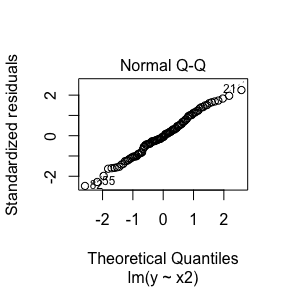 Normal Q-Q
Standardized residuals
2
0
-2
21
55
-2
-1
0
1
2
Theoretical Quantiles
lm(y ~ x2)